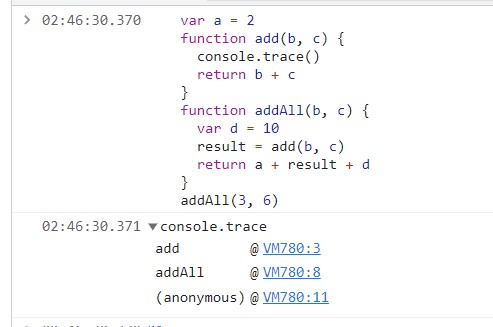 02:46:30.370 var a = 2
function add(b, c) {
console.trace()
return b + c
}
function addAll(b, c) {
var d = 10
result = add(b, c)
return a + result + d
}
addAll(3, 6)
02:46:30.371 ▼console.trace
add @ VM780:3
addAll @ VM780:8
(anonymous) @ VM780:11